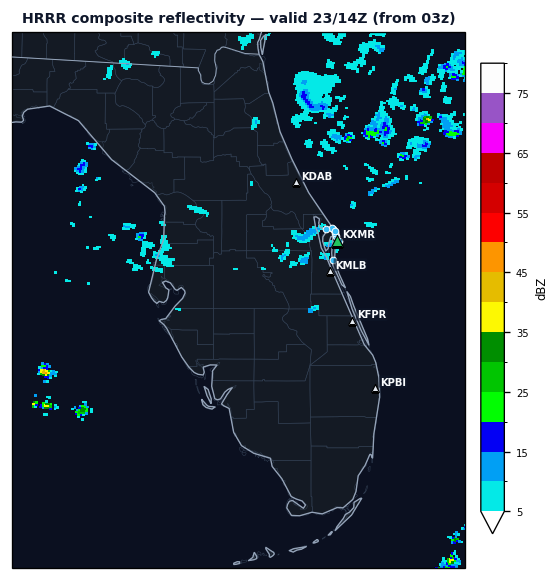 HRRR composite reflectivity — valid 23/14Z (from 03z)
KDAB
KXMR
KMLB
KFPR
KPBI
75
65
55
45
35
25
15
5
dBZ